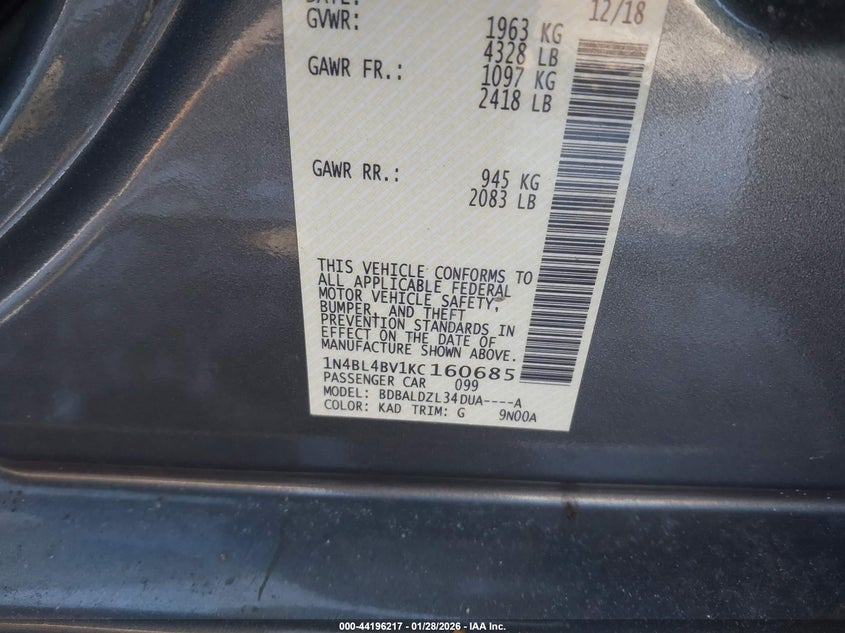 DATE: 12/18
GVWR: 1963 KG
4328 LB
GAWR FR.: 1097 KG
2418 LB
GAWR RR.: 945 KG
2083 LB
THIS VEHICLE CONFORMS TO
ALL APPLICABLE FEDERAL
MOTOR VEHICLE SAFETY,
BUMPER, AND THEFT
PREVENTION STANDARDS IN
EFFECT ON THE DATE OF
MANUFACTURE SHOWN ABOVE.
1N4BL4BV1KC160685
PASSENGER CAR 099
MODEL: BDBALDZL34DUA----A
COLOR: KAD TRIM: G 9N00A
000-44196217 | 01/28/2026 - IAA Inc.